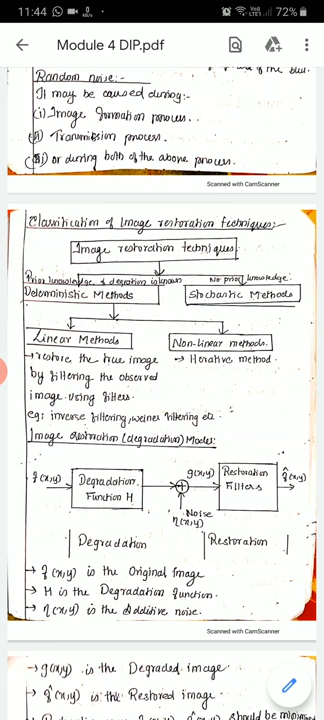 11:44
0 M/s
Vo) LTE1
72%
Module 4 DIP.pdf
Random noise:-
It may be caused during:-
(i) Image formation process.
(ii) Transmission process.
(iii) or during both of the above process.
Scanned with CamScanner
Classification of Image restoration techniques:-
Image restoration techniques
Prior knowledge of degration is known
No prior knowledge:
Deterministic Methods
Stochastic Methods
Linear Methods
Non-linear methods.
→ restore the true image
→ Iterative method.
by filtering the observed
image using filters.
eg: inverse filtering, weiner filtering etc
Image (degradation) Model:
f(x,y)
Degradation Function H
g(x,y)
Restoration Filters
f̂(x,y)
Noise
η(x,y)
Degradation
Restoration
→ f(x,y) is the Original Image
→ H is the Degradation function.
→ η(x,y) is the additive noise.
Scanned with CamScanner
→ g(x,y) is the Degraded image
→ f̂(x,y) is the Restored image
should be